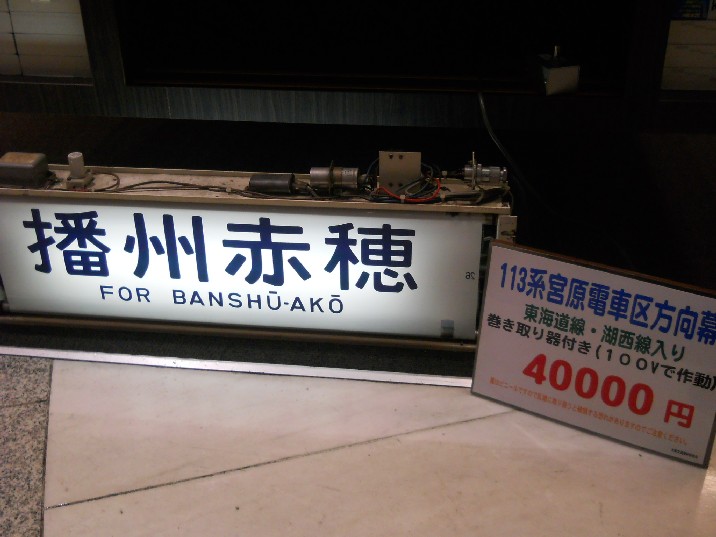 播州赤穂
FOR BANSHŪ-AKŌ
113系宮原電車区方向幕
東海道線・湖西線入り
巻き取り器付き(100Vで作動)
40000円